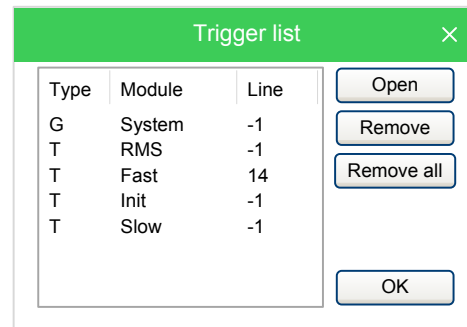 Trigger list
Type Module Line
G System -1
T RMS -1
T Fast 14
T Init -1
T Slow -1
Open
Remove
Remove all
OK